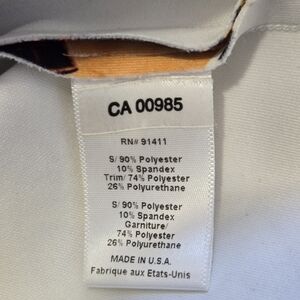 CA 00985
RN# 91411
S/ 90% Polyester
10% Spandex
Trim/ 74% Polyester
26% Polyurethane
S/ 90% Polyester
10% Spandex
Garniture/
74% Polyester
26% Polyurethane
MADE IN U.S.A.
Fabrique aux Etats-Unis